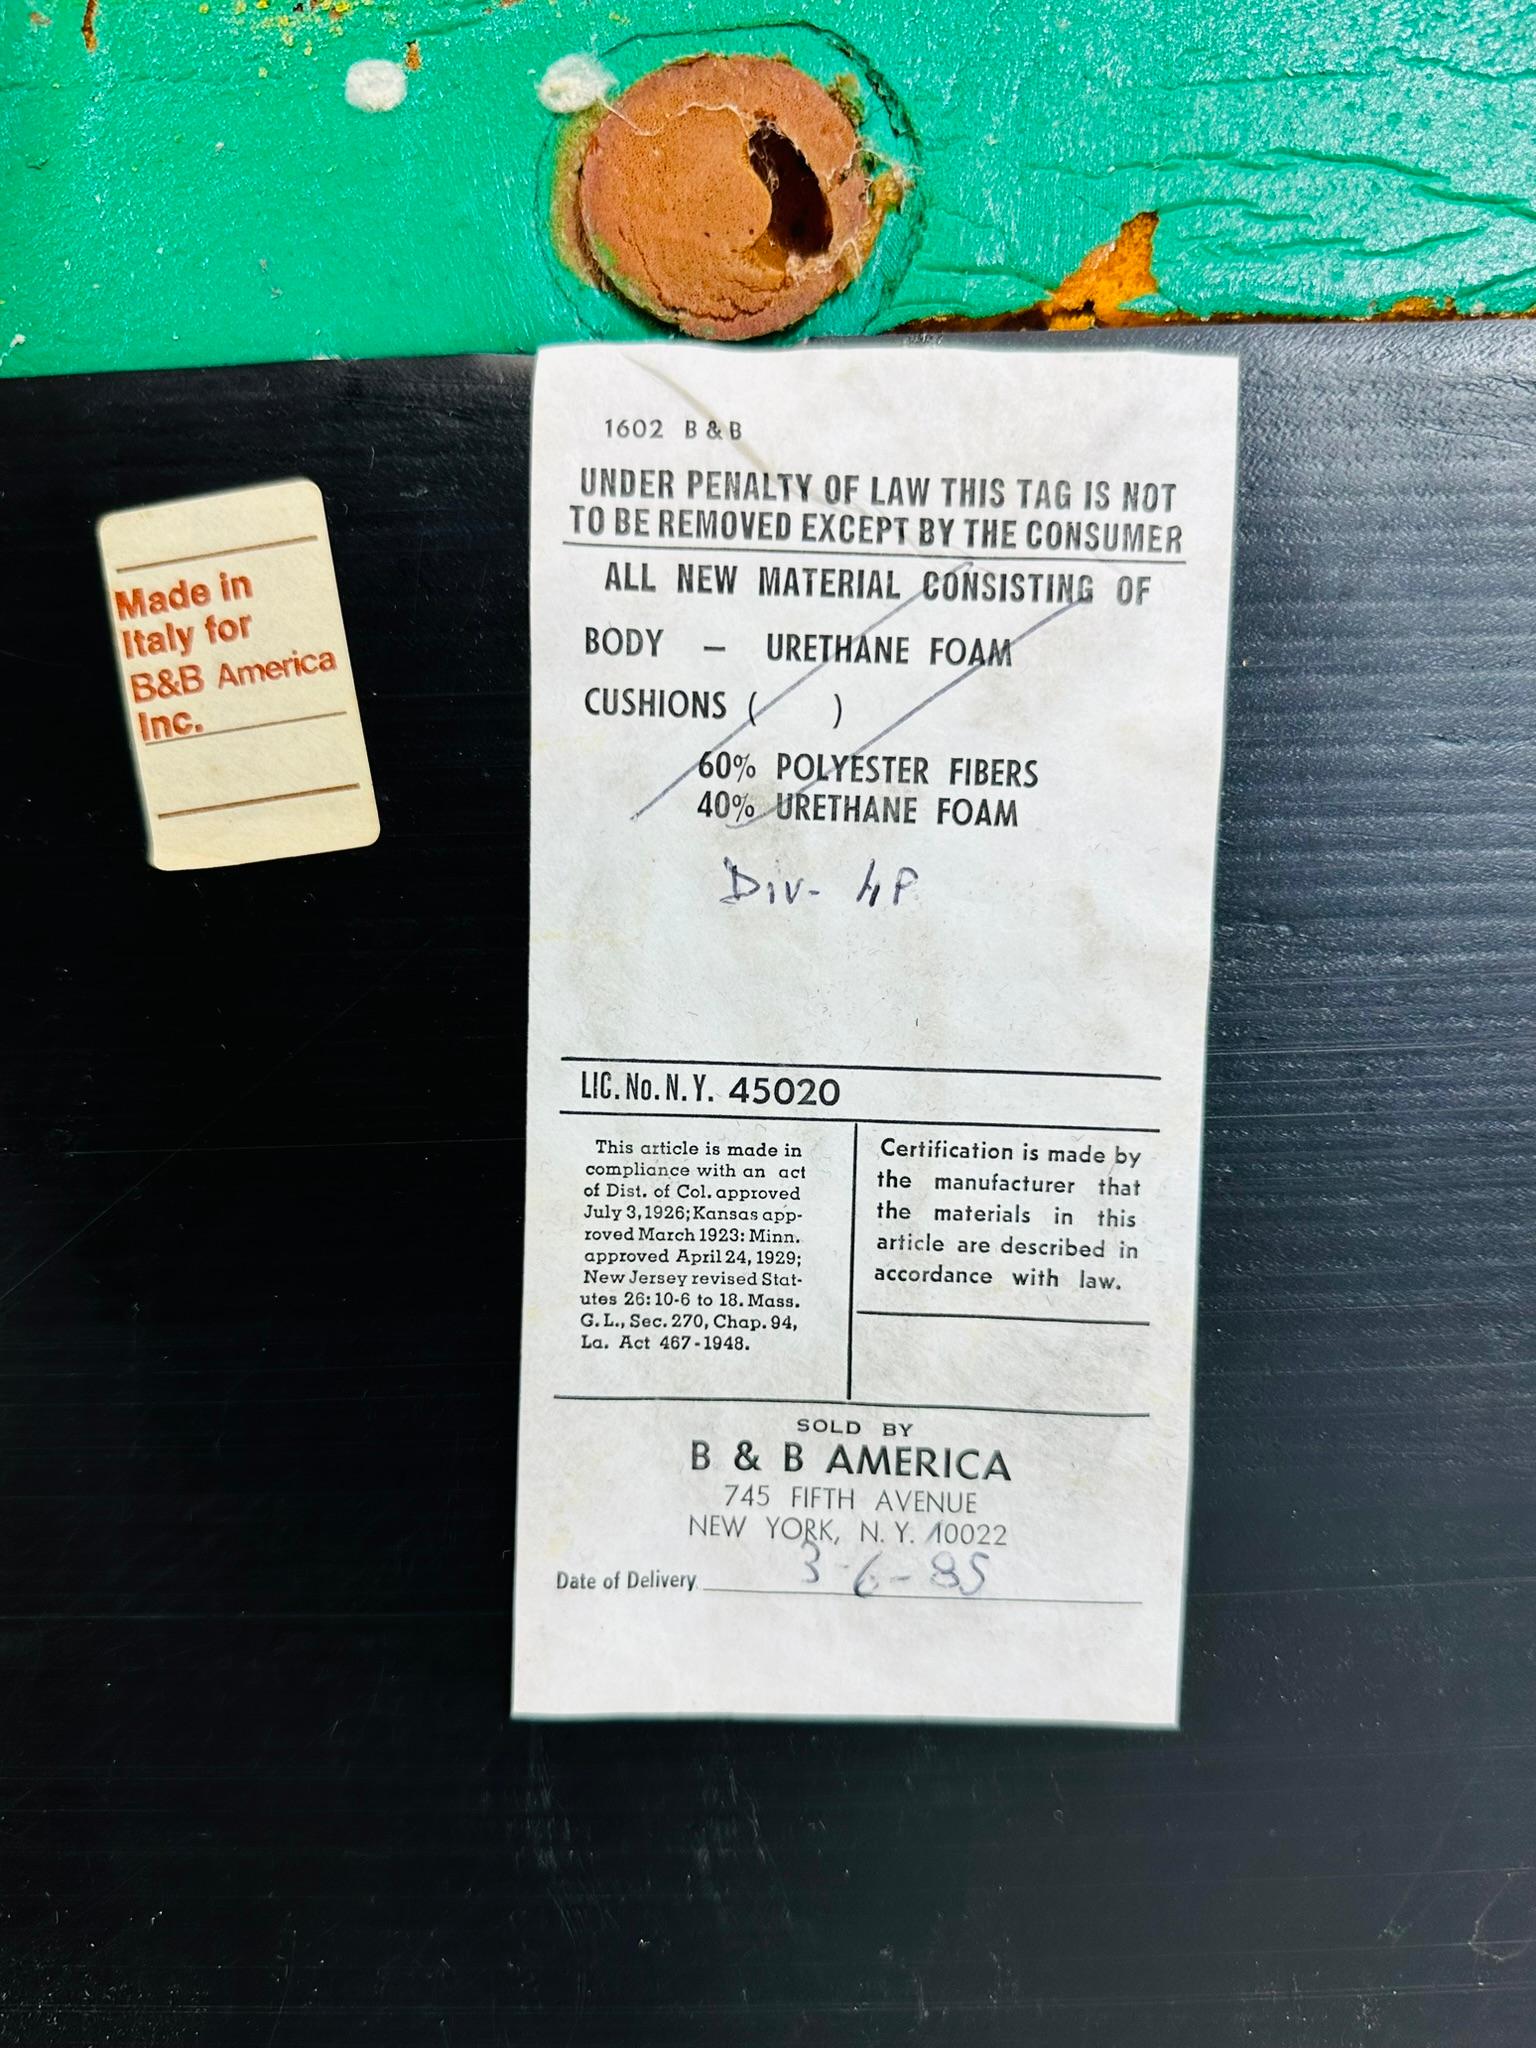 Made in
Italy for
B&B America
Inc.
1602 B & B
UNDER PENALTY OF LAW THIS TAG IS NOT
TO BE REMOVED EXCEPT BY THE CONSUMER
ALL NEW MATERIAL CONSISTING OF
BODY – URETHANE FOAM
CUSHIONS ( )
60% POLYESTER FIBERS
40% URETHANE FOAM
Div- 4P
LIC. No. N. Y. 45020
This article is made in
compliance with an act
of Dist. of Col. approved
July 3, 1926; Kansas app-
roved March 1923: Minn.
approved April 24, 1929;
New Jersey revised Stat-
utes 26: 10-6 to 18. Mass.
G. L., Sec. 270, Chap. 94,
La. Act 467-1948.
Certification is made by
the manufacturer that
the materials in this
article are described in
accordance with law.
SOLD BY
B & B AMERICA
745 FIFTH AVENUE
NEW YORK, N. Y. 10022
Date of Delivery 3-6-85